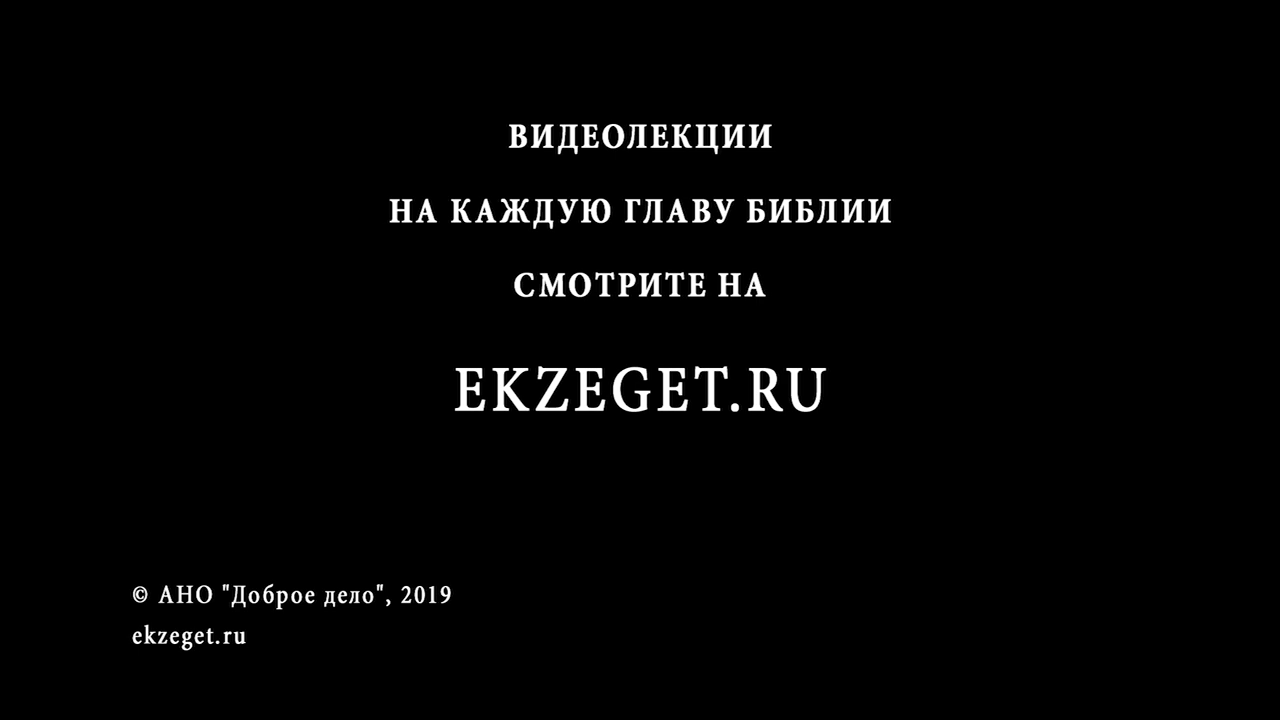 ВИДЕОЛЕКЦИИ
НА КАЖДУЮ ГЛАВУ БИБЛИИ
СМОТРИТЕ НА
EKZEGET.RU
© АНО "Доброе дело", 2019
ekzeget.ru